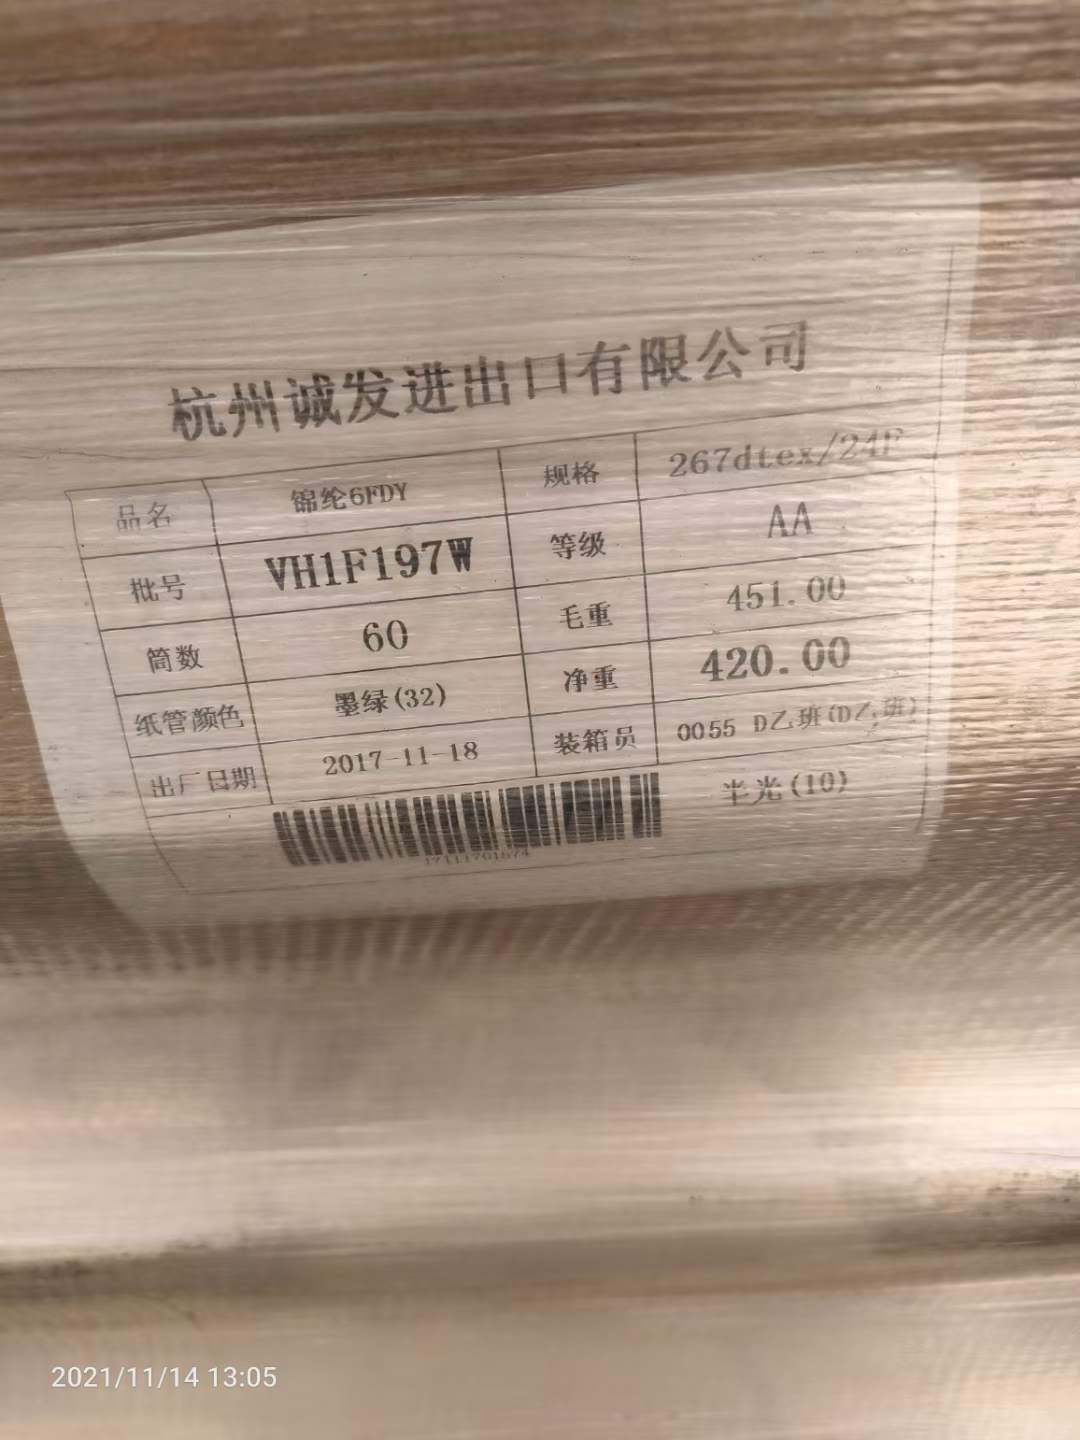 杭州诚发进出口有限公司
品名 锦纶6FDY 规格 267dtex/24F
批号 VH1F197W 等级 AA
筒数 60 毛重 451.00
纸管颜色 墨绿(32) 净重 420.00
出厂日期 2017-11-18 装箱员 0055 D乙班(D乙班)
半光(10)
2021/11/14 13:05